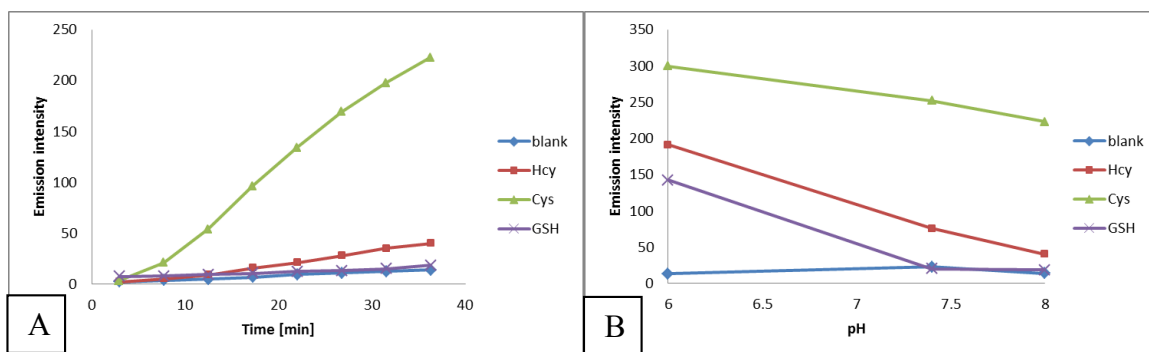 250
200
150
100
50
0
0 10 20 30 40
Emission intensity
Time [min]
blank
Hcy
Cys
GSH
A
350
300
250
200
150
100
50
0
6 6.5 7 7.5 8
Emission intensity
pH
blank
Hcy
Cys
GSH
B